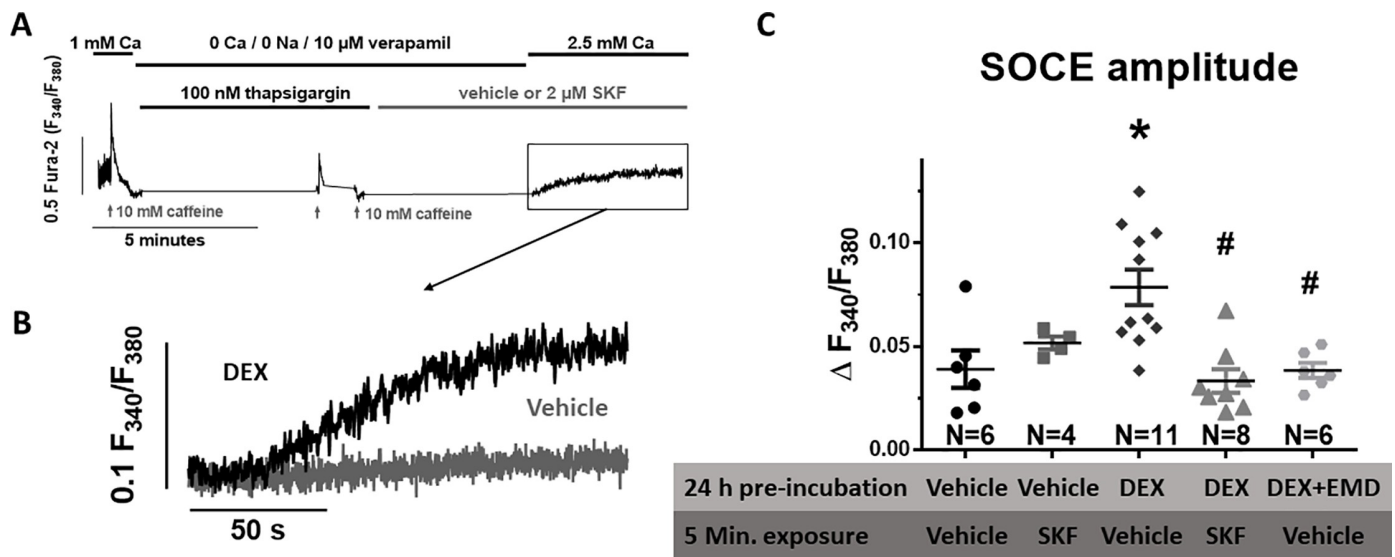 A
1 mM Ca
0 Ca / 0 Na / 10 µM verapamil
2.5 mM Ca
100 nM thapsigargin
vehicle or 2 µM SKF
0.5 Fura-2 (F340/F380)
10 mM caffeine
10 mM caffeine
5 minutes
B
0.1 F340/F380
DEX
Vehicle
50 s
C
SOCE amplitude
Δ F340/F380
0.10
0.05
0.00
*
#
#
N=6 N=4 N=11 N=8 N=6
24 h pre-incubation Vehicle Vehicle DEX DEX DEX+EMD
5 Min. exposure Vehicle SKF Vehicle SKF Vehicle